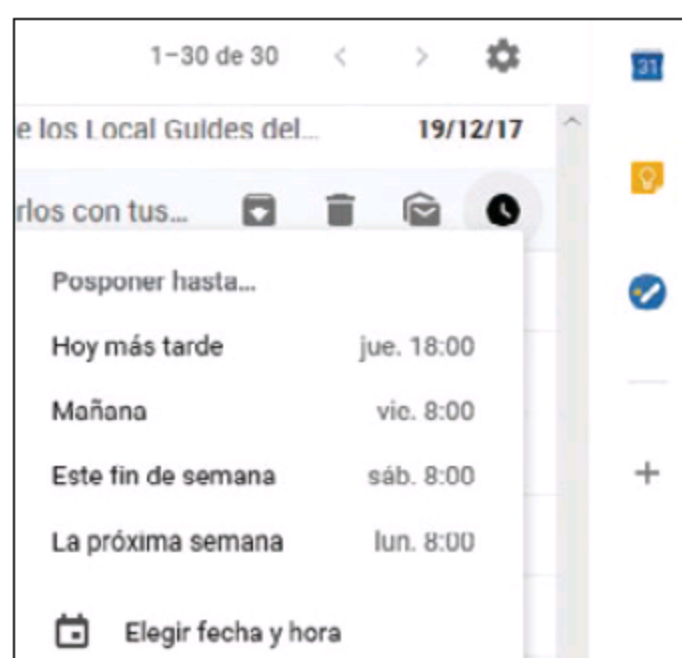 1–30 de 30
31
e los Local Guides del... 19/12/17
rlos con tus...
Posponer hasta...
Hoy más tarde jue. 18:00
Mañana vie. 8:00
Este fin de semana sáb. 8:00
La próxima semana lun. 8:00
Elegir fecha y hora